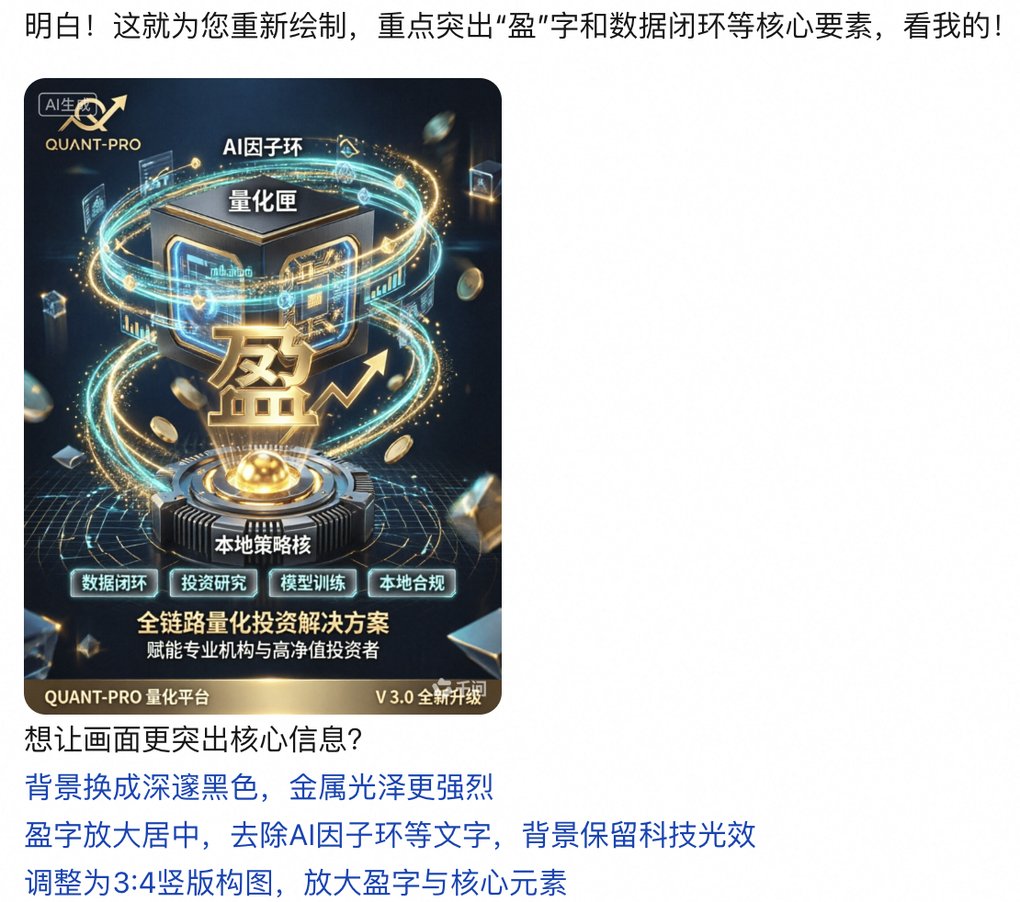 明白！这就为您重新绘制，重点突出“盈”字和数据闭环等核心要素，看我的！
AI生成
QUANT-PRO
AI因子环
量化匣
盈
本地策略核
数据闭环 投资研究 模型训练 本地合规
全链路量化投资解决方案
赋能专业机构与高净值投资者
QUANT-PRO 量化平台 V 3.0 全新升级
千问
想让画面更突出核心信息？
背景换成深邃黑色，金属光泽更强烈
盈字放大居中，去除AI因子环等文字，背景保留科技光效
调整为3:4竖版构图，放大盈字与核心元素